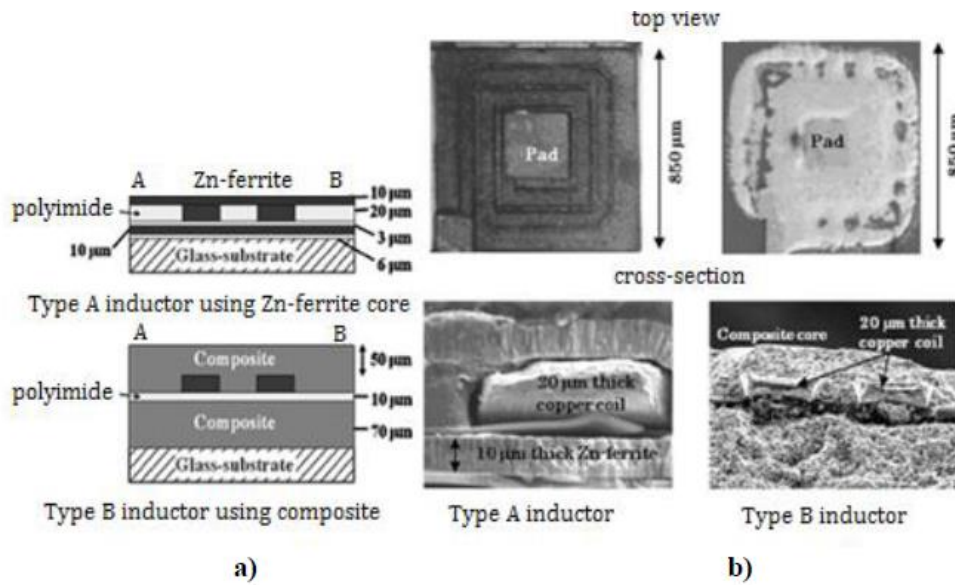 top view
A Zn-ferrite B
polyimide
10 μm
20 μm
3 μm
10 μm
6 μm
Glass-substrate
Type A inductor using Zn-ferrite core
A B
Composite
50 μm
polyimide
10 μm
Composite
70 μm
Glass-substrate
Type B inductor using composite
a)
Pad
850 μm
Pad
850 μm
cross-section
20 μm thick
copper coil
10 μm thick Zn-ferrite
Type A inductor
Composite core
20 μm thick
copper coil
Type B inductor
b)